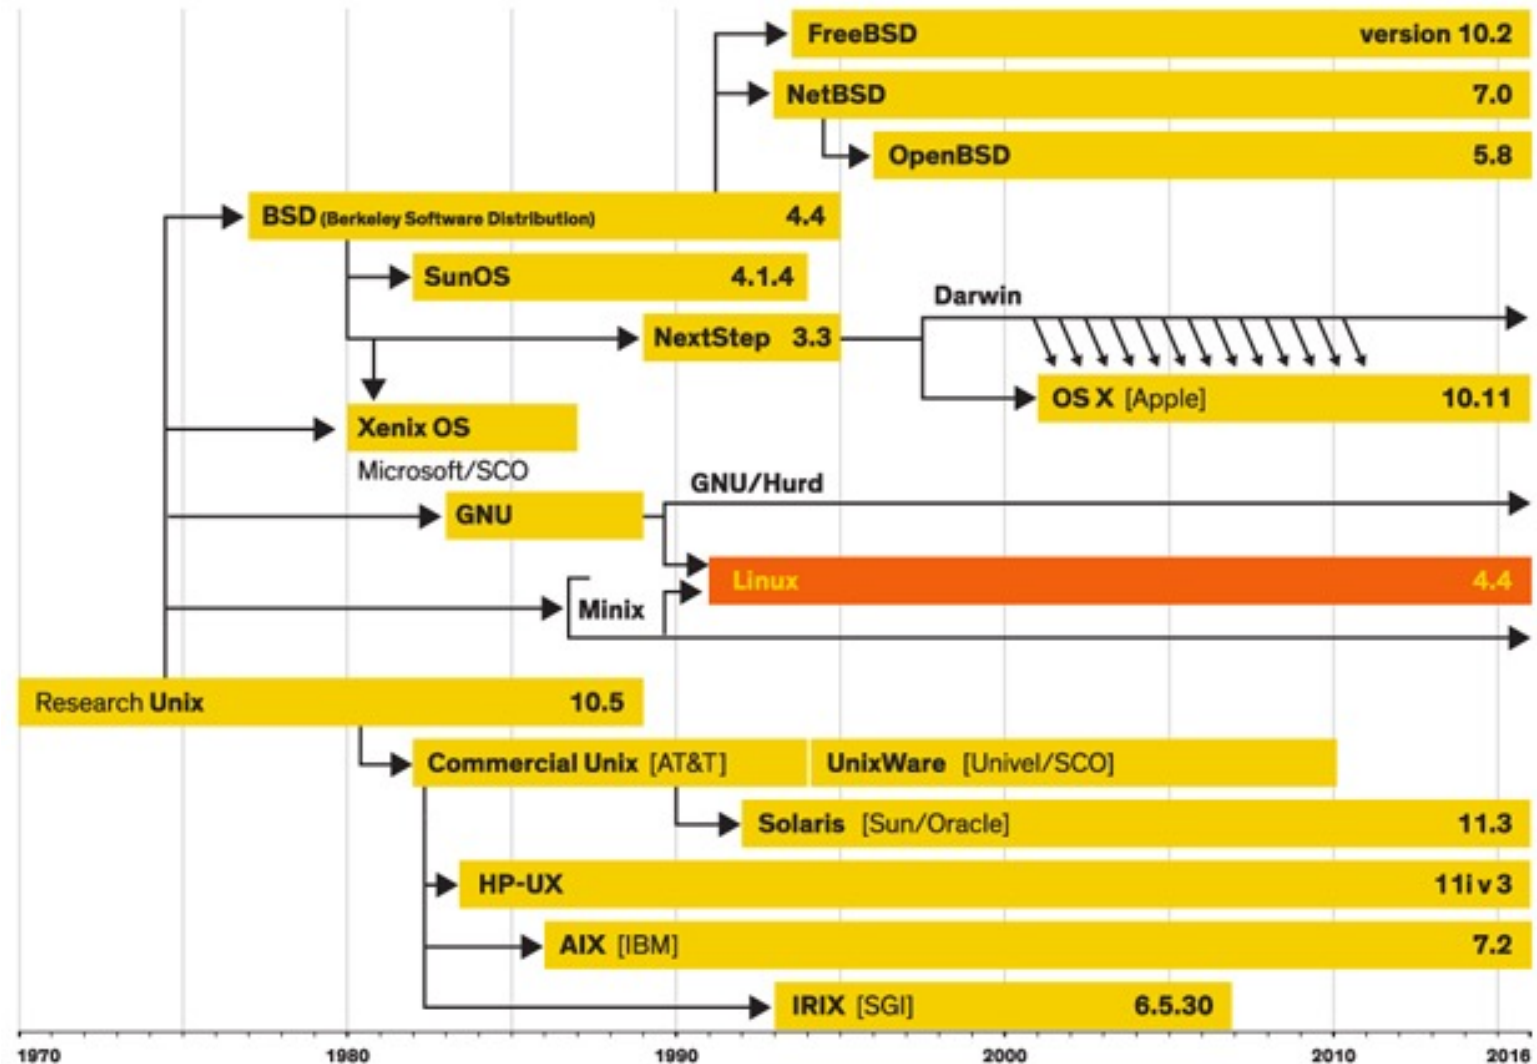 FreeBSD version 10.2
NetBSD 7.0
OpenBSD 5.8
BSD (Berkeley Software Distribution) 4.4
SunOS 4.1.4
Darwin
NextStep 3.3
OS X [Apple] 10.11
Xenix OS
Microsoft/SCO
GNU/Hurd
GNU
Linux 4.4
Minix
Research Unix 10.5
Commercial Unix [AT&T] UnixWare [Univel/SCO]
Solaris [Sun/Oracle] 11.3
HP-UX 11i v 3
AIX [IBM] 7.2
IRIX [SGI] 6.5.30
1970 1980 1990 2000 2010 2016